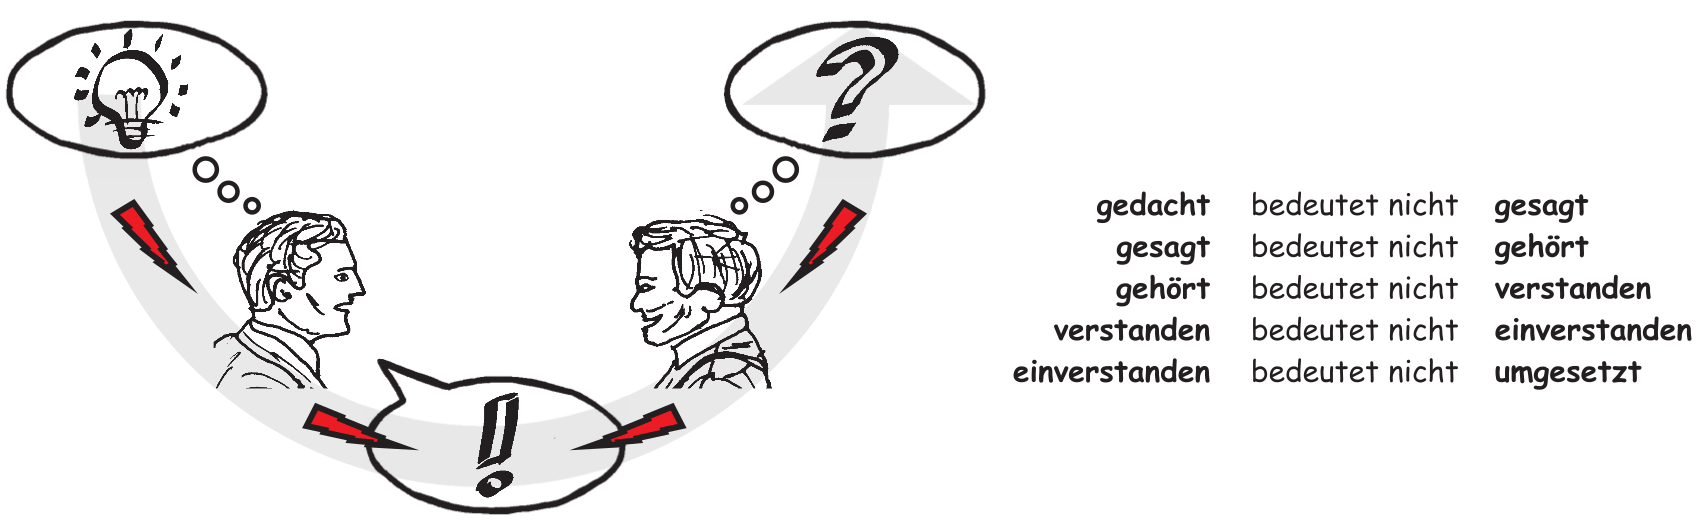 ?
!
gedacht bedeutet nicht gesagt
gesagt bedeutet nicht gehört
gehört bedeutet nicht verstanden
verstanden bedeutet nicht einverstanden
einverstanden bedeutet nicht umgesetzt